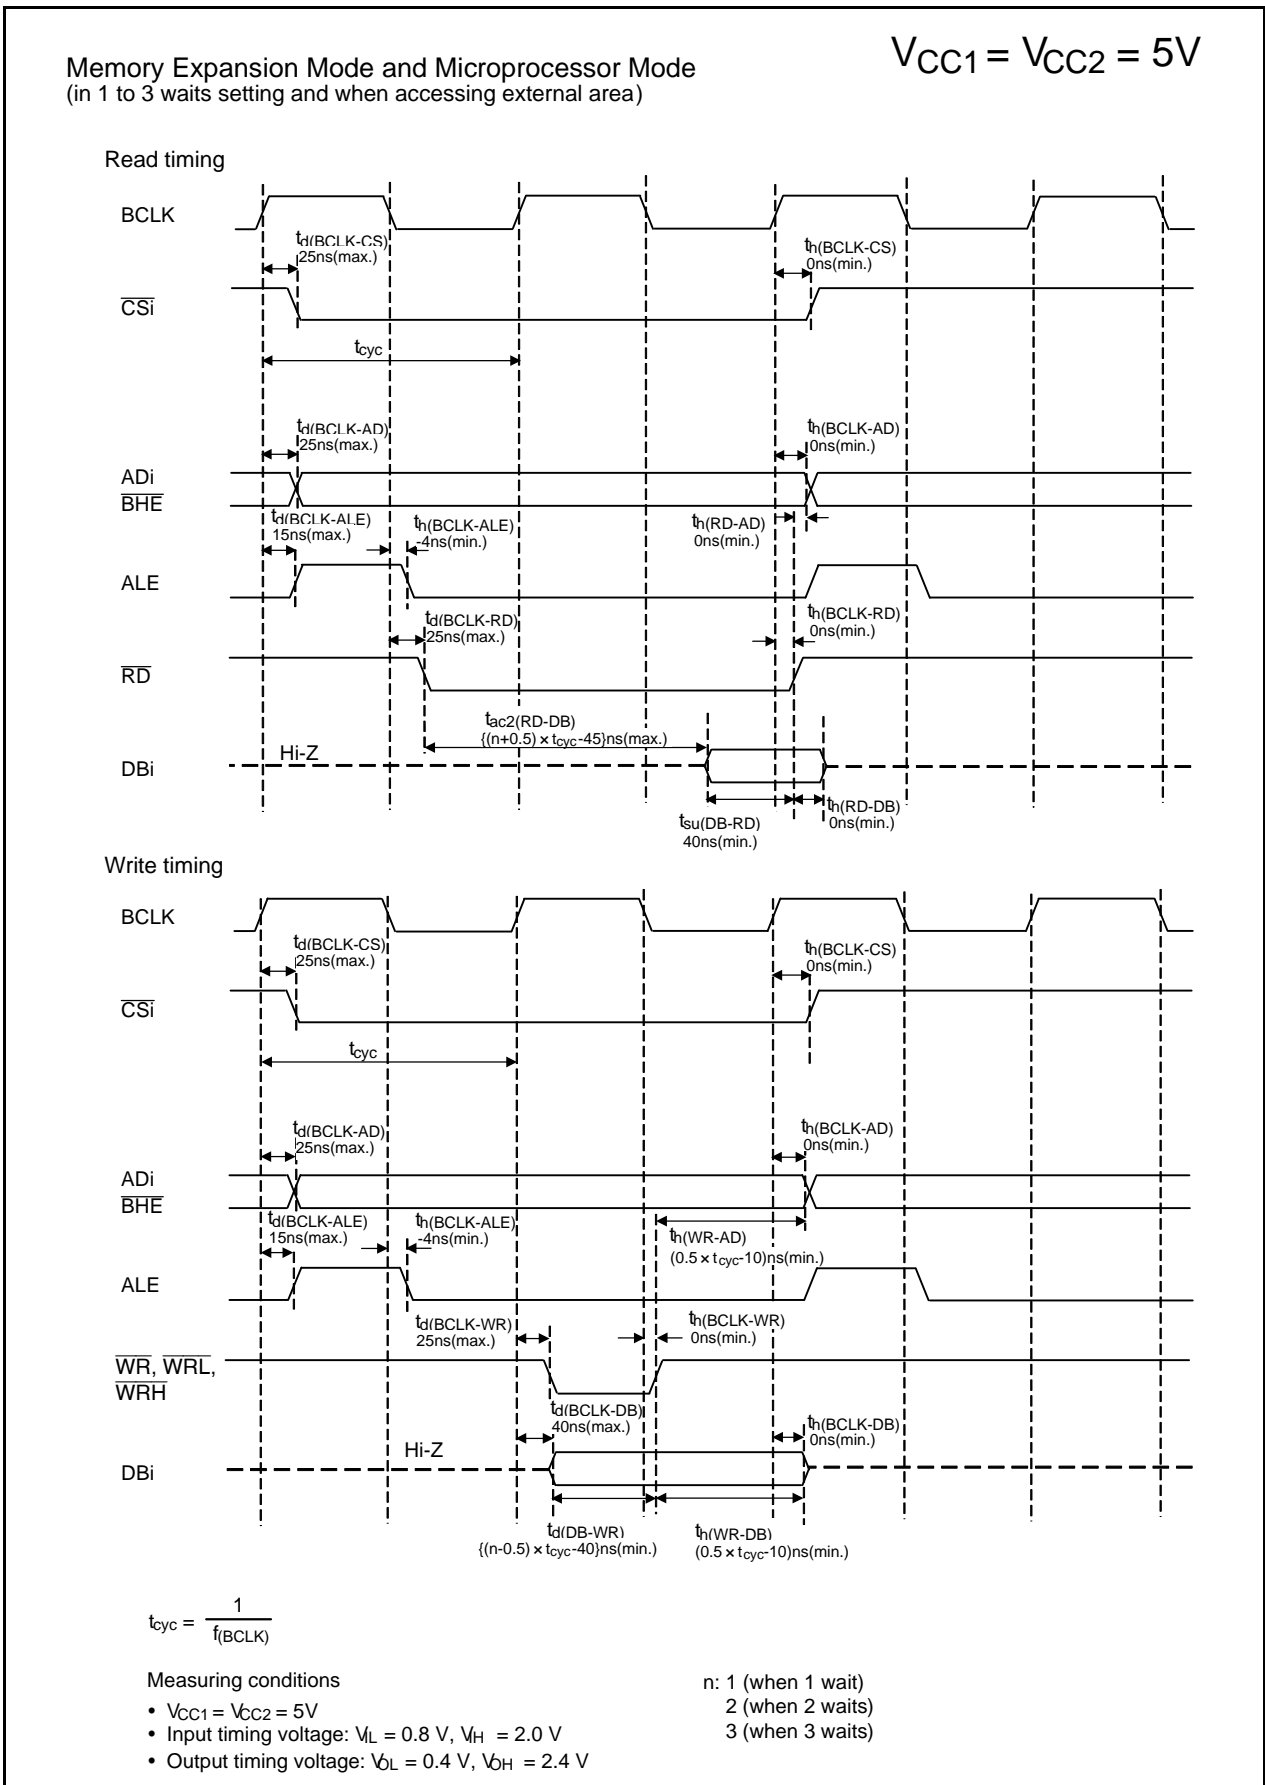 VCC1 = VCC2 = 5V
Memory Expansion Mode and Microprocessor Mode
(in 1 to 3 waits setting and when accessing external area)
Read timing
BCLK
td(BCLK-CS)
25ns(max.)
th(BCLK-CS)
0ns(min.)
CSi
tcyc
td(BCLK-AD)
25ns(max.)
th(BCLK-AD)
0ns(min.)
ADi
BHE
td(BCLK-ALE)
15ns(max.)
th(BCLK-ALE)
-4ns(min.)
th(RD-AD)
0ns(min.)
ALE
td(BCLK-RD)
25ns(max.)
th(BCLK-RD)
0ns(min.)
RD
tac2(RD-DB)
{(n+0.5)×tcyc-45}ns(max.)
Hi-Z
DBi
tsu(DB-RD)
40ns(min.)
th(RD-DB)
0ns(min.)
Write timing
BCLK
td(BCLK-CS)
25ns(max.)
th(BCLK-CS)
0ns(min.)
CSi
tcyc
td(BCLK-AD)
25ns(max.)
th(BCLK-AD)
0ns(min.)
ADi
BHE
td(BCLK-ALE)
15ns(max.)
th(BCLK-ALE)
-4ns(min.)
th(WR-AD)
(0.5×tcyc-10)ns(min.)
ALE
td(BCLK-WR)
25ns(max.)
th(BCLK-WR)
0ns(min.)
WR, WRL,
WRH
td(BCLK-DB)
40ns(max.)
th(BCLK-DB)
0ns(min.)
Hi-Z
DBi
td(DB-WR)
{(n-0.5)×tcyc-40}ns(min.)
th(WR-DB)
(0.5×tcyc-10)ns(min.)
tcyc = 1
f(BCLK)
Measuring conditions
• VCC1 = VCC2 = 5V
• Input timing voltage: VIL = 0.8 V, VIH = 2.0 V
• Output timing voltage: VOL = 0.4 V, VOH = 2.4 V
n: 1 (when 1 wait)
2 (when 2 waits)
3 (when 3 waits)